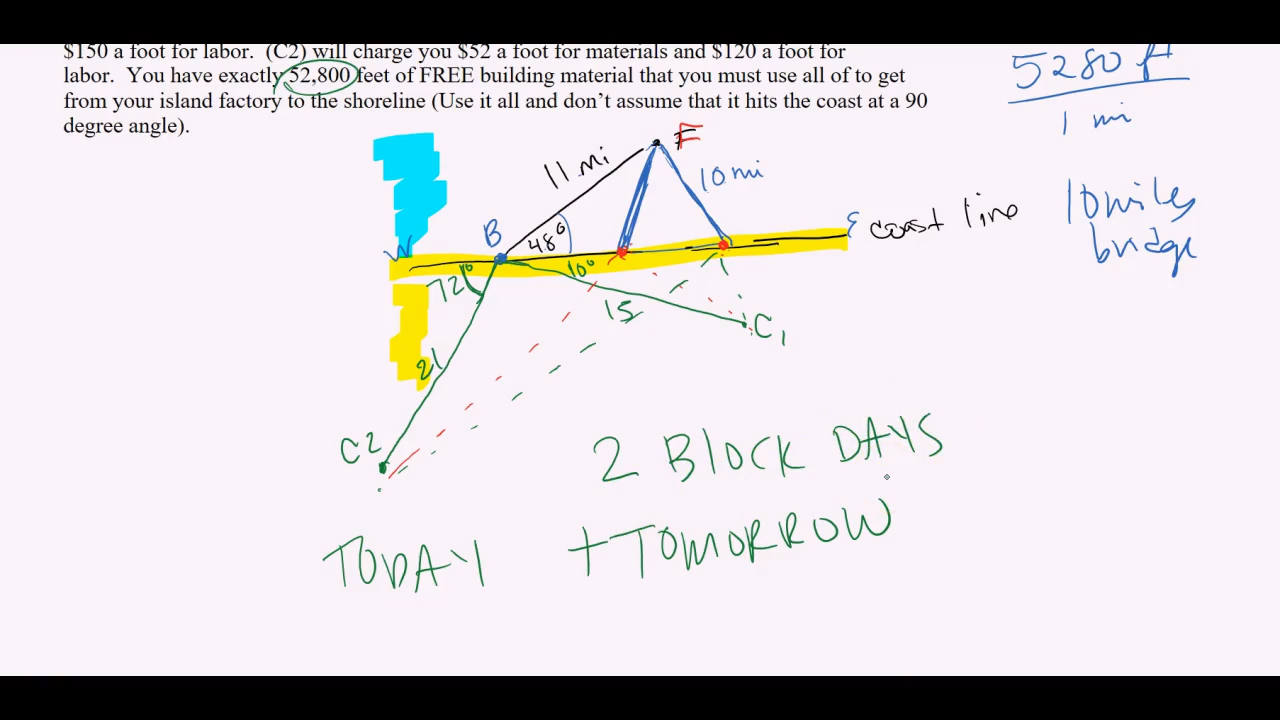 $150 a foot for labor. (C2) will charge you $52 a foot for materials and $120 a foot for
labor. You have exactly 52,800 feet of FREE building material that you must use all of to get
from your island factory to the shoreline (Use it all and don't assume that it hits the coast at a 90
degree angle).
5280 ft
1 mi
F
11 mi
10 mi
10 miles
bridge
coast line
E
B
48°
W
72°
10°
15
C1
21
C2
2 BLOCK DAYS
TODAY + TOMORROW